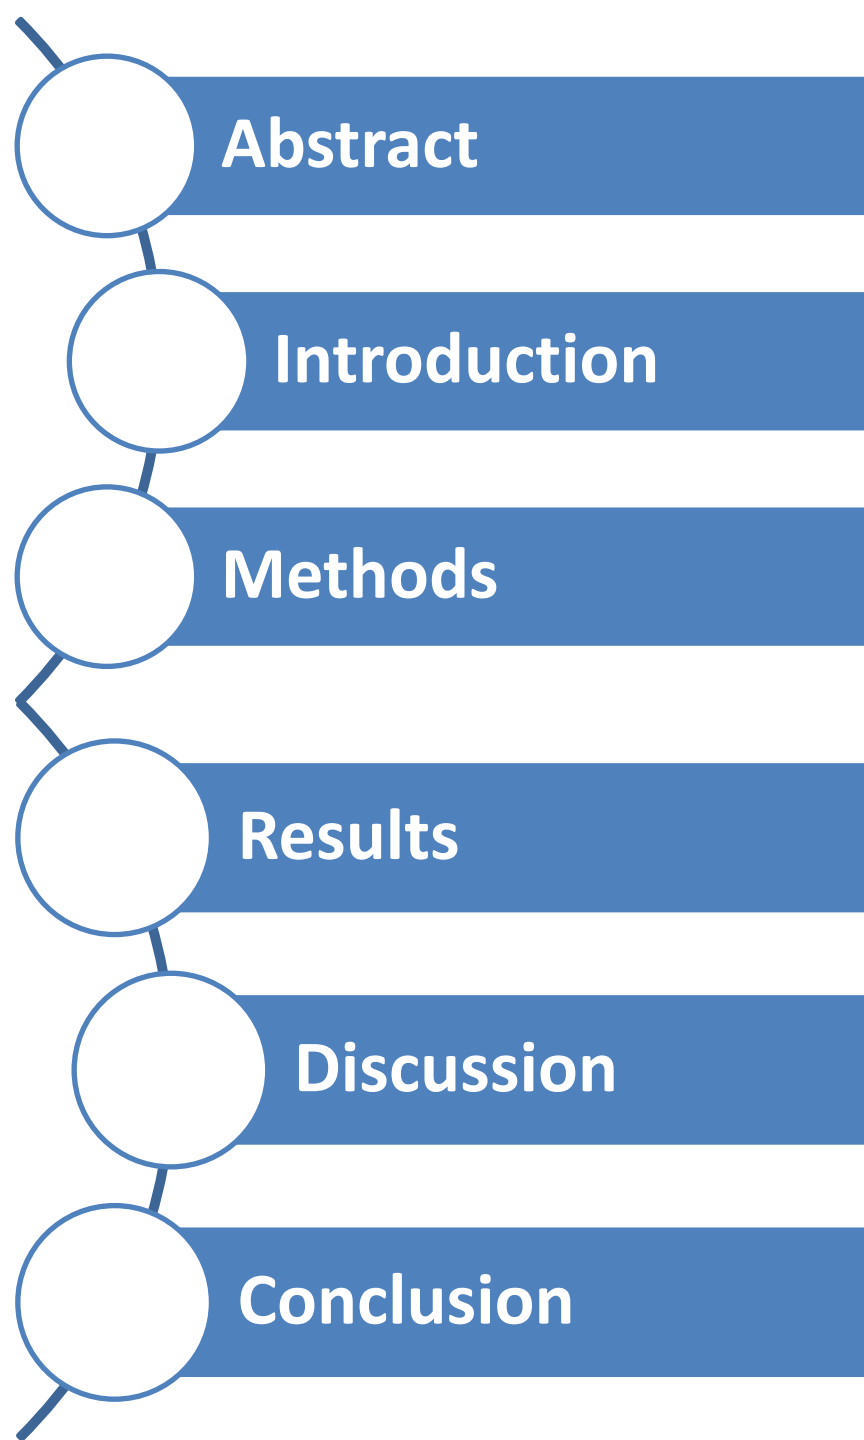 Abstract
Introduction
Methods
Results
Discussion
Conclusion